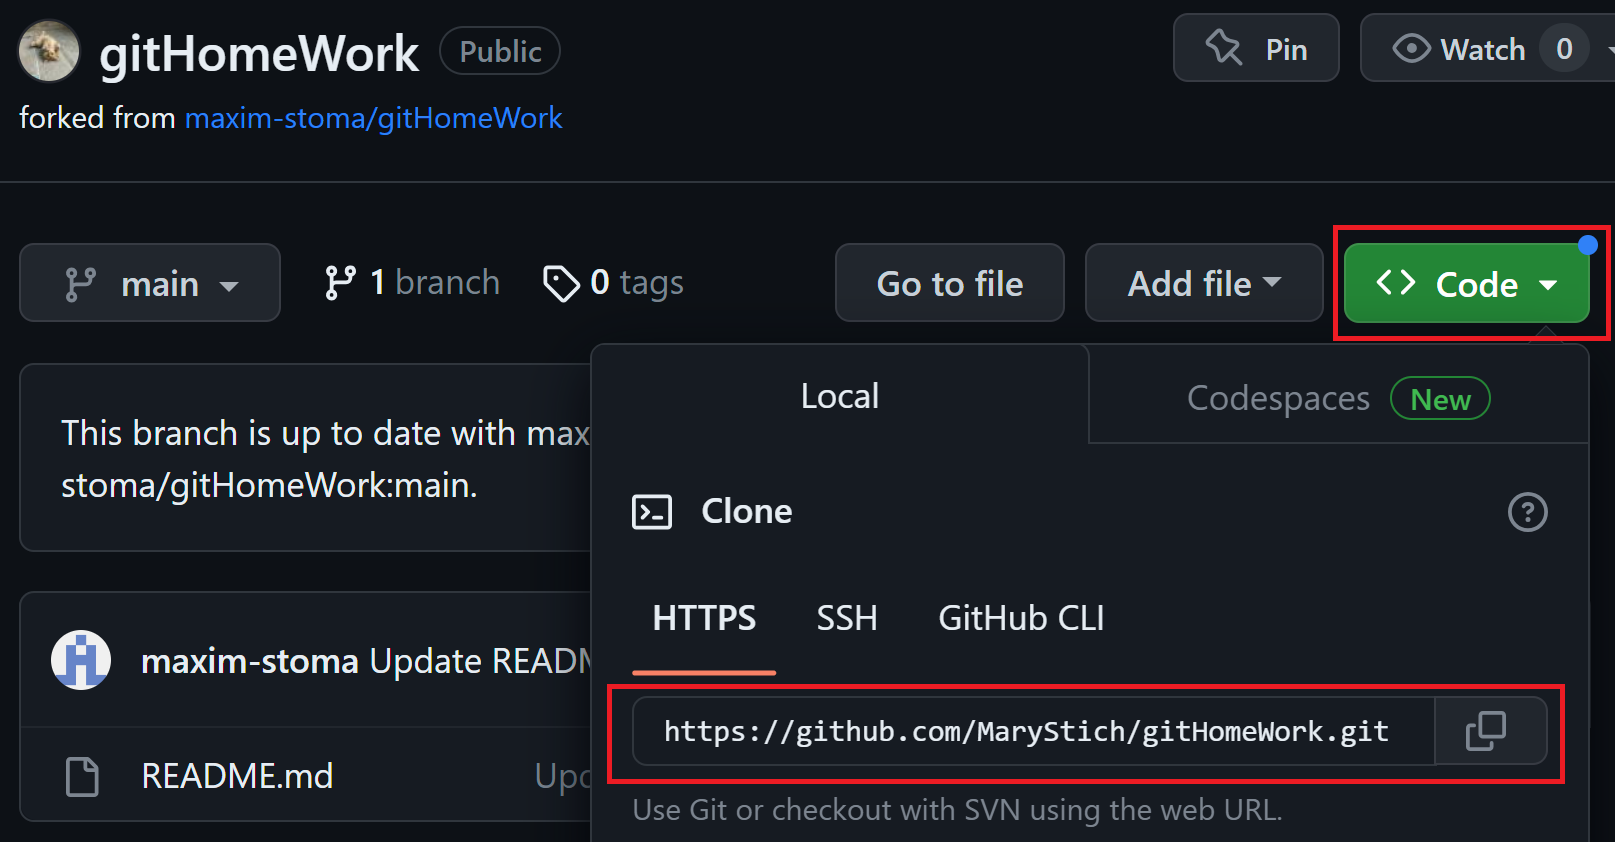 gitHomeWork Public
Pin
Watch 0
forked from maxim-stoma/gitHomeWork
main
1 branch
0 tags
Go to file
Add file
Code
This branch is up to date with max
stoma/gitHomeWork:main.
Local
Codespaces New
Clone
HTTPS SSH GitHub CLI
https://github.com/MaryStich/gitHomeWork.git
Use Git or checkout with SVN using the web URL.
maxim-stoma Update READM
README.md Upd